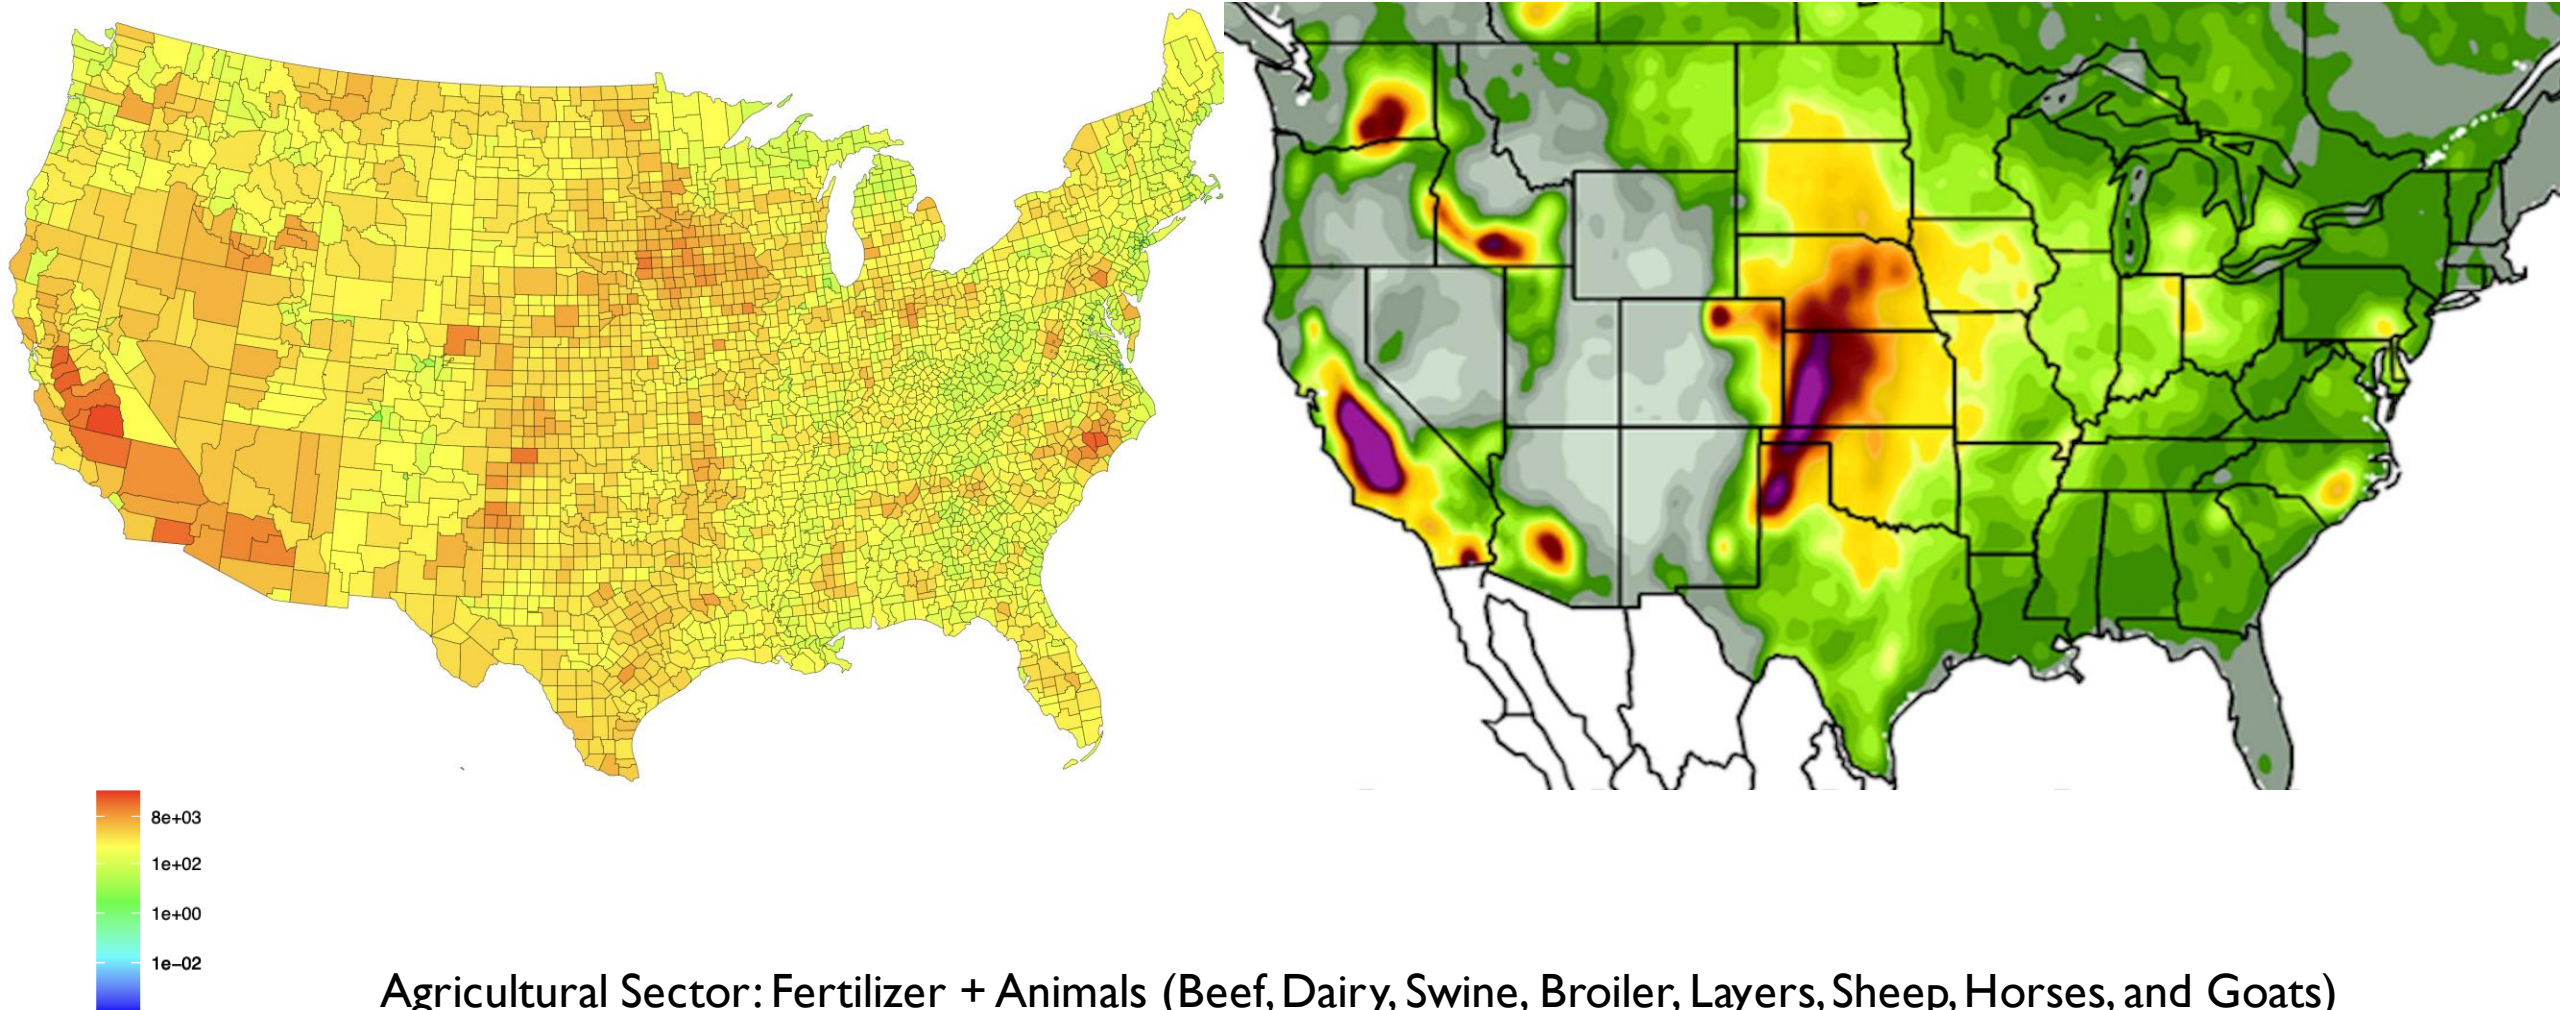 8e+03
1e+02
1e+00
1e−02
Agricultural Sector: Fertilizer + Animals (Beef, Dairy, Swine, Broiler, Layers, Sheep, Horses, and Goats)